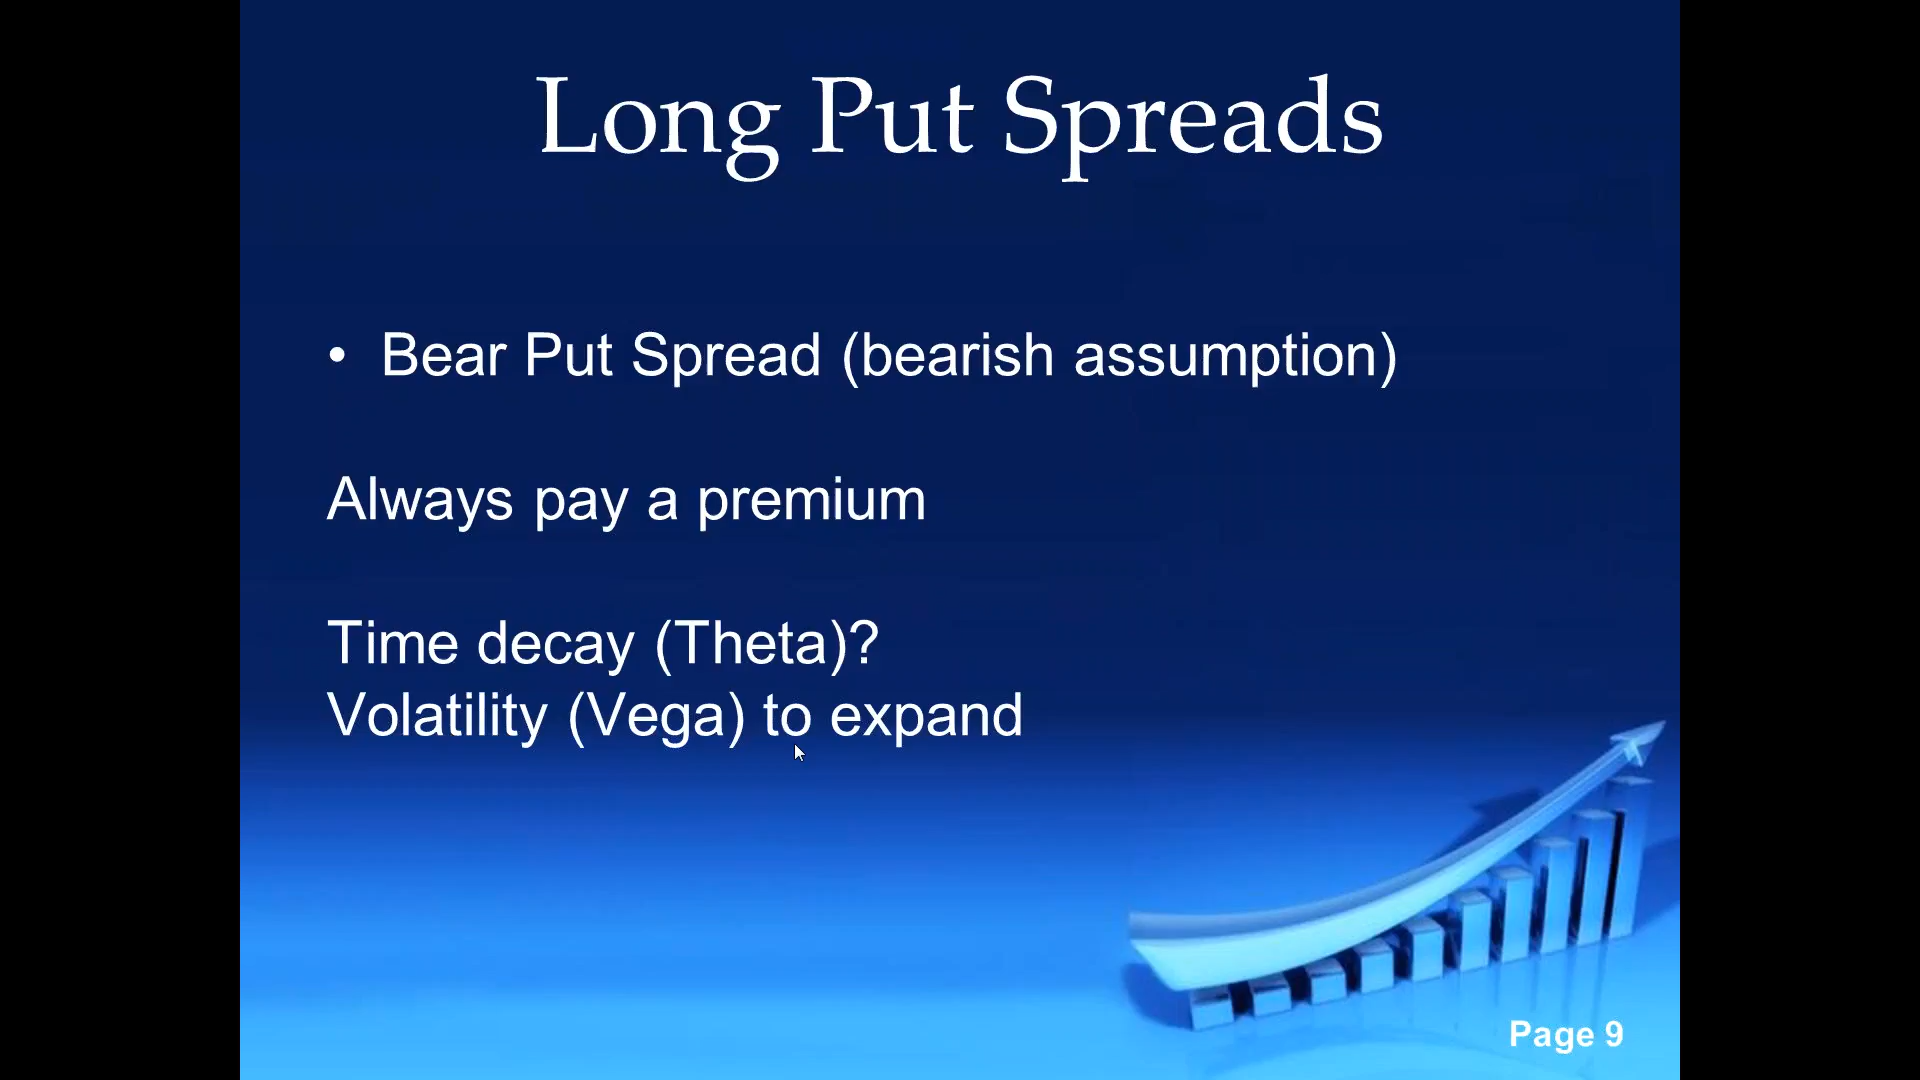 Long Put Spreads
• Bear Put Spread (bearish assumption)
Always pay a premium
Time decay (Theta)?
Volatility (Vega) to expand
Page 9